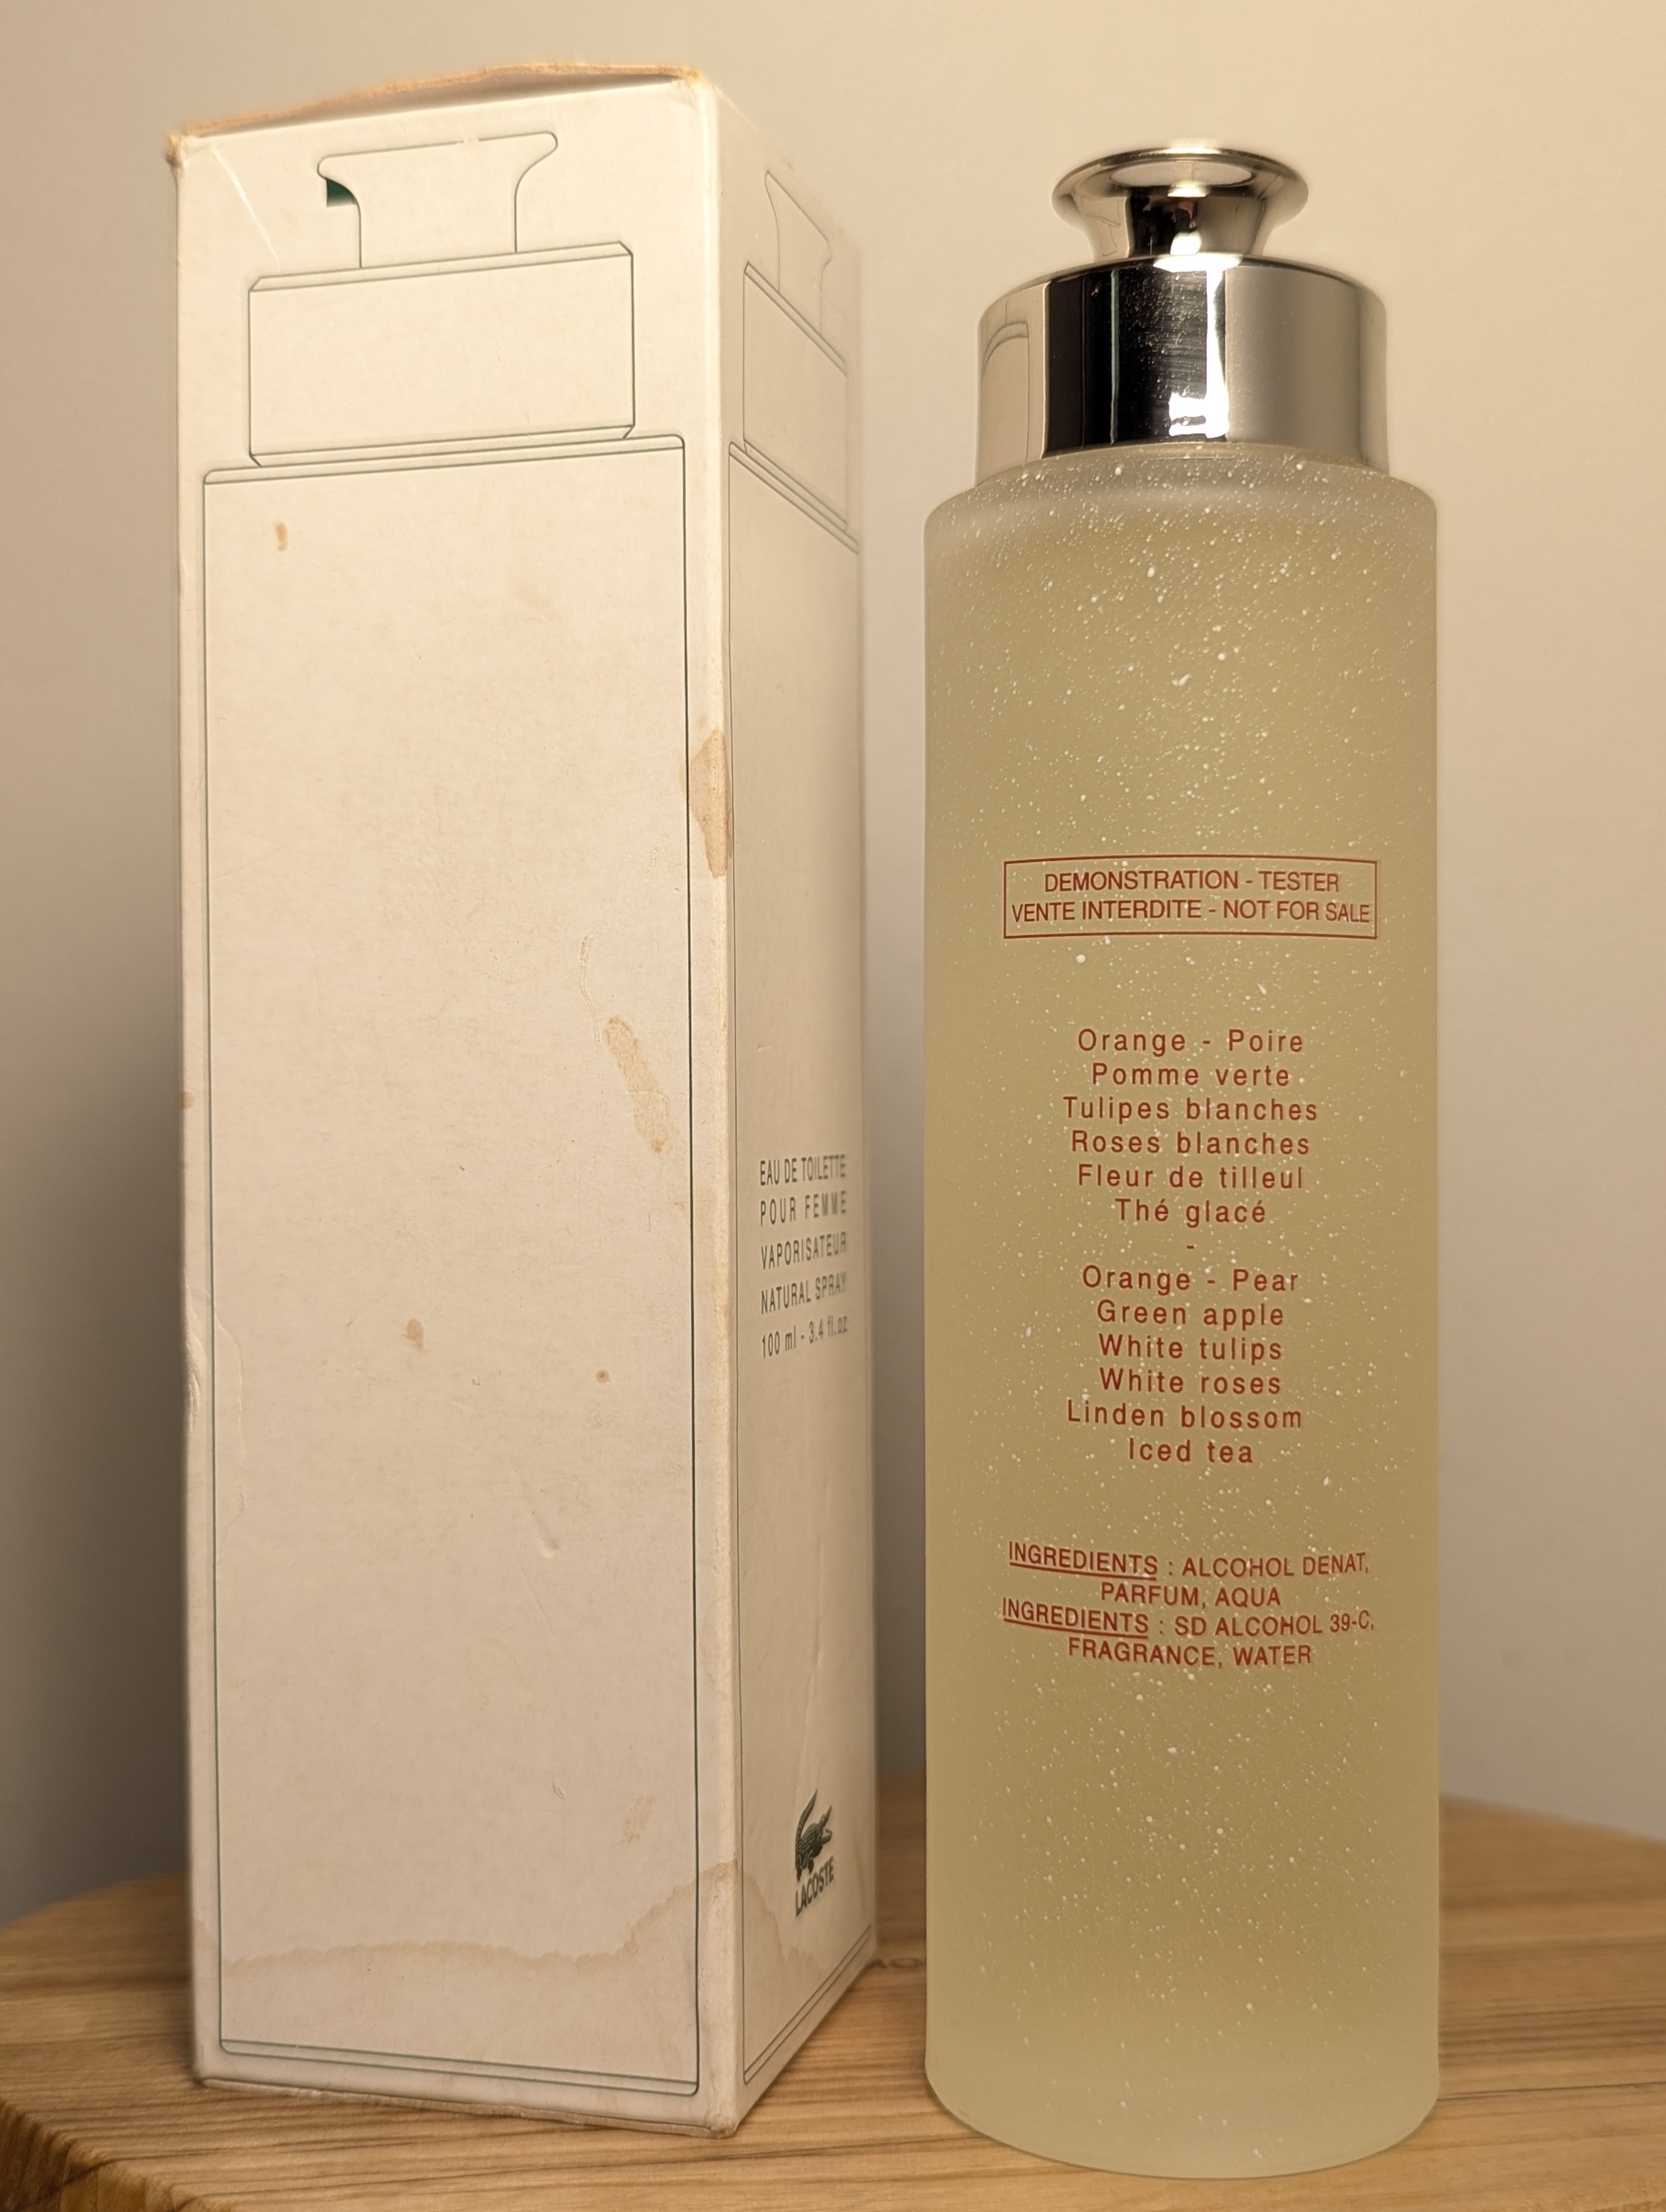 EAU DE TOILETTE
POUR FEMME
VAPORISATEUR
NATURAL SPRAY
100 ml - 3.4 fl.oz
LACOSTE
DEMONSTRATION - TESTER
VENTE INTERDITE - NOT FOR SALE
Orange - Poire
Pomme verte
Tulipes blanches
Roses blanches
Fleur de tilleul
Thé glacé
-
Orange - Pear
Green apple
White tulips
White roses
Linden blossom
Iced tea
INGREDIENTS : ALCOHOL DENAT,
PARFUM, AQUA
INGREDIENTS : SD ALCOHOL 39-C,
FRAGRANCE, WATER